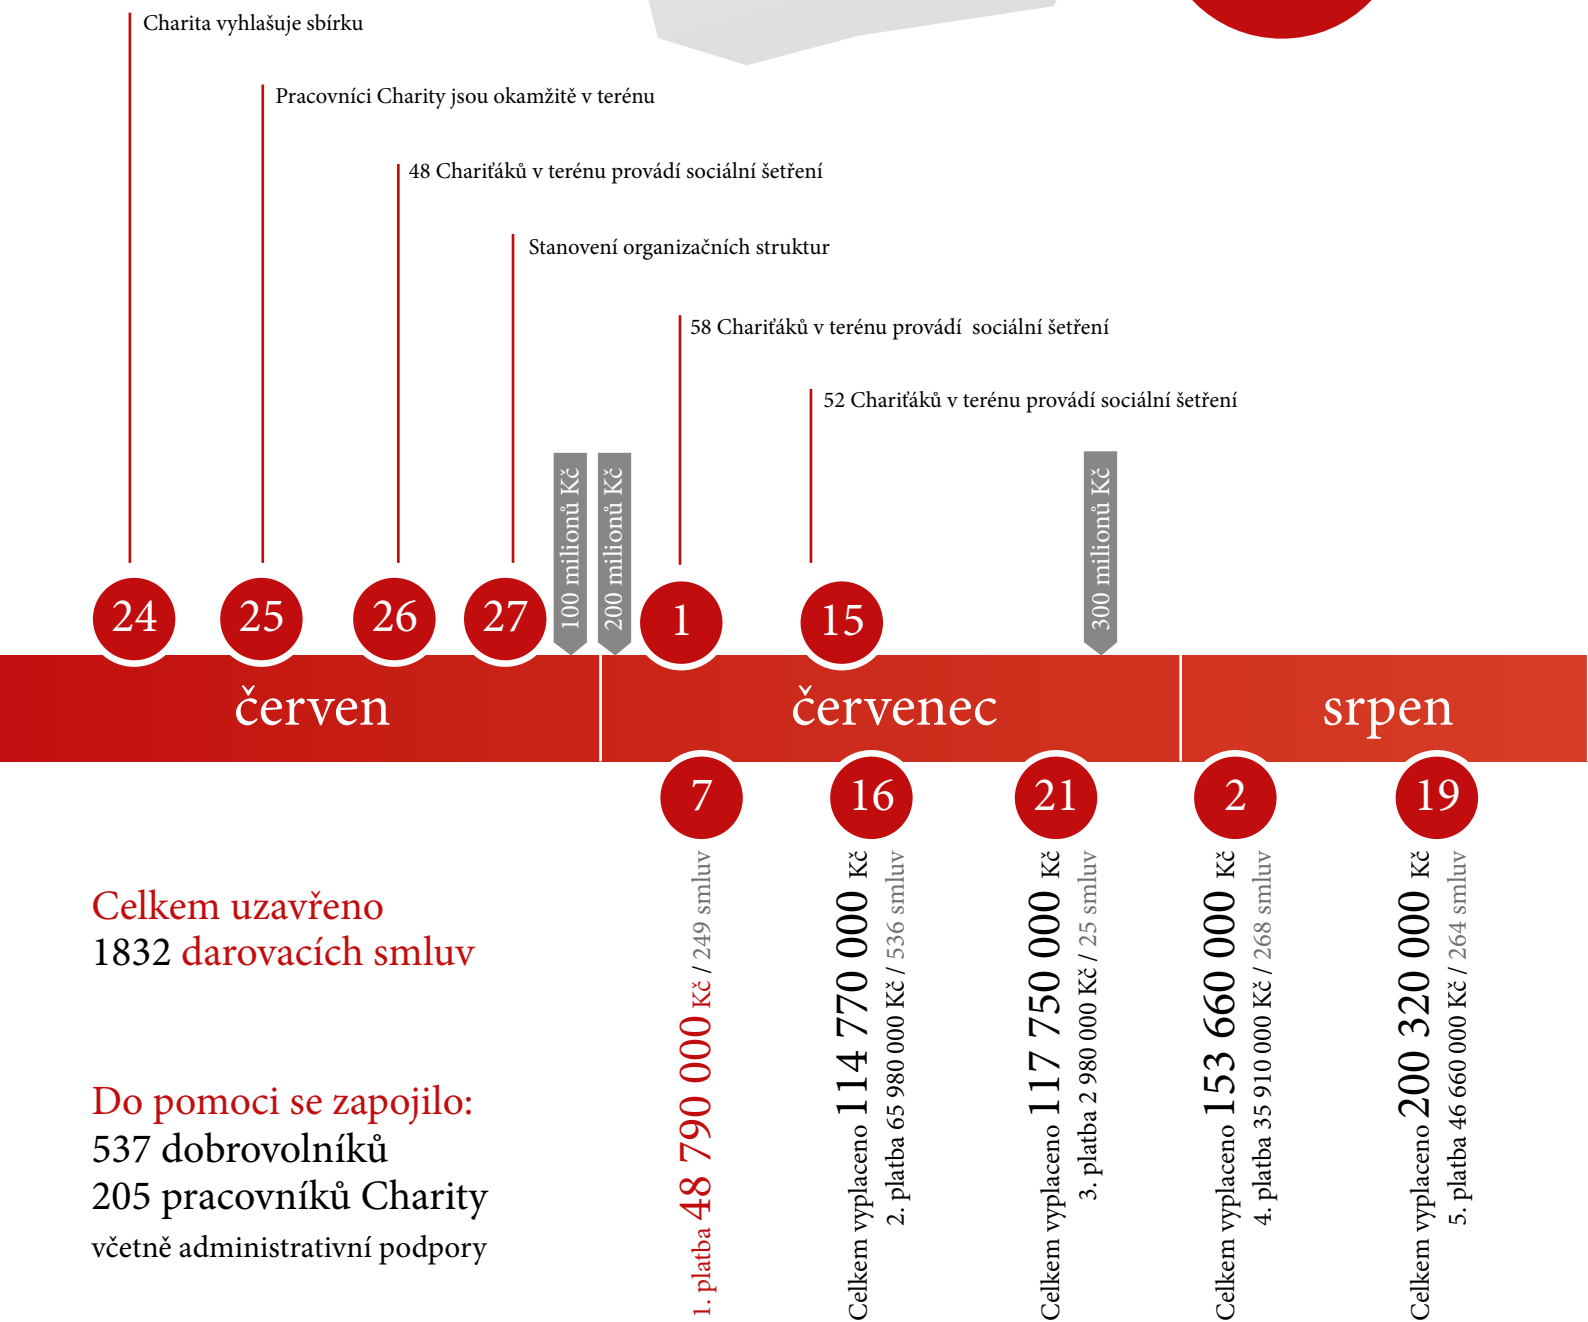 Charita vyhlašuje sbírku
Pracovníci Charity jsou okamžitě v terénu
48 Chariťáků v terénu provádí sociální šetření
Stanovení organizačních struktur
58 Chariťáků v terénu provádí  sociální šetření
52 Chariťáků v terénu provádí sociální šetření
100 milionů Kč
200 milionů Kč
300 milionů Kč
24
25
26
27
1
15
červen
červenec
srpen
7
16
21
2
19
Celkem uzavřeno
1832 darovacích smluv
Do pomoci se zapojilo:
537 dobrovolníků
205 pracovníků Charity
včetně administrativní podpory
1. platba 48 790 000 Kč / 249 smluv
Celkem vyplaceno 114 770 000 Kč
2. platba 65 980 000 Kč / 536 smluv
Celkem vyplaceno 117 750 000 Kč
3. platba 2 980 000 Kč / 25 smluv
Celkem vyplaceno 153 660 000 Kč
4. platba 35 910 000 Kč / 268 smluv
Celkem vyplaceno 200 320 000 Kč
5. platba 46 660 000 Kč / 264 smluv